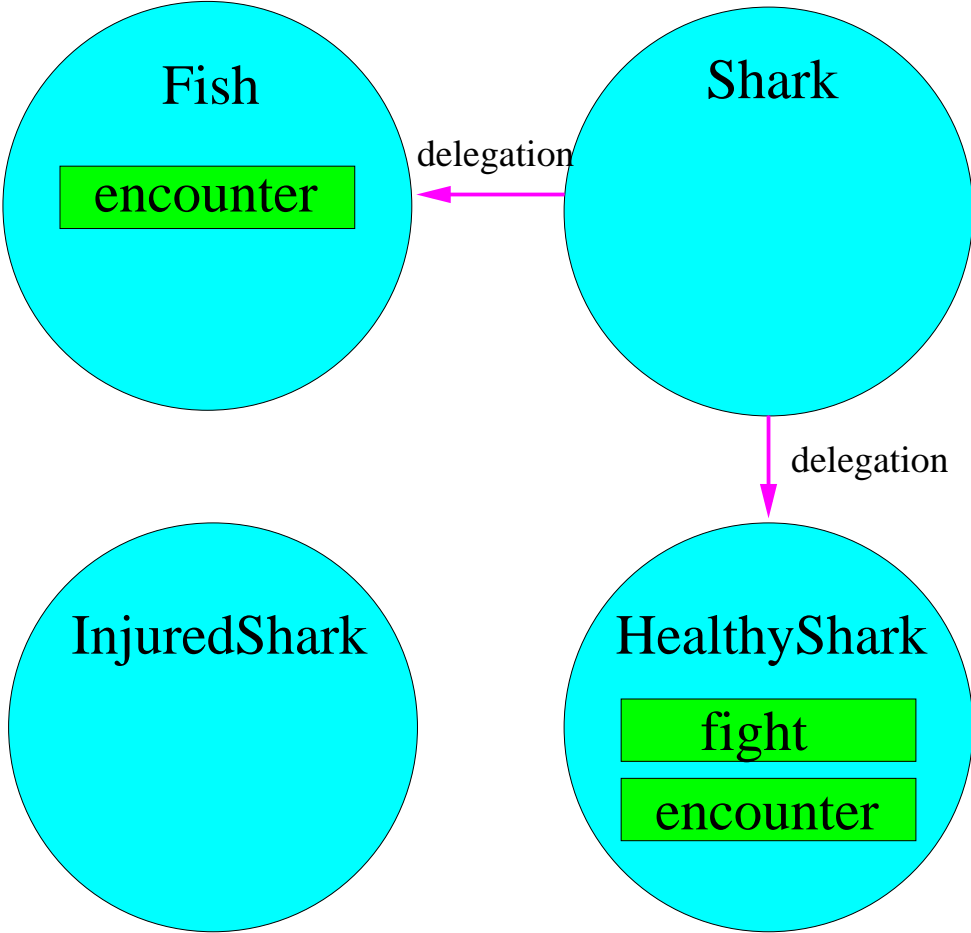 Fish
Shark
delegation
encounter
delegation
InjuredShark
HealthyShark
fight
encounter